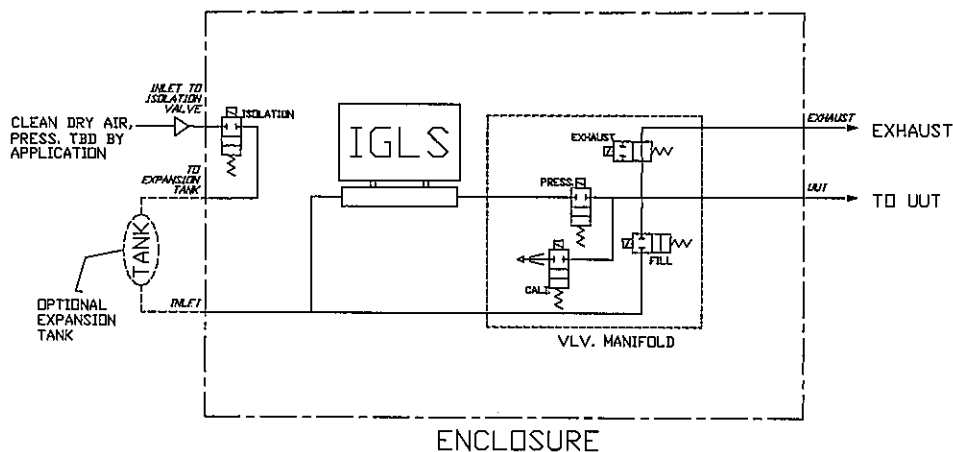 INLET TO
ISOLATION
VALVE
CLEAN DRY AIR,
PRESS. TBD BY
APPLICATION
ISOLATION
TO
EXPANSION
TANK
TANK
OPTIONAL
EXPANSION
TANK
INLET
IGLS
EXHAUST
PRESS.
CAL.
FILL
VLV. MANIFOLD
EXHAUST
EXHAUST
UUT
TO UUT
ENCLOSURE